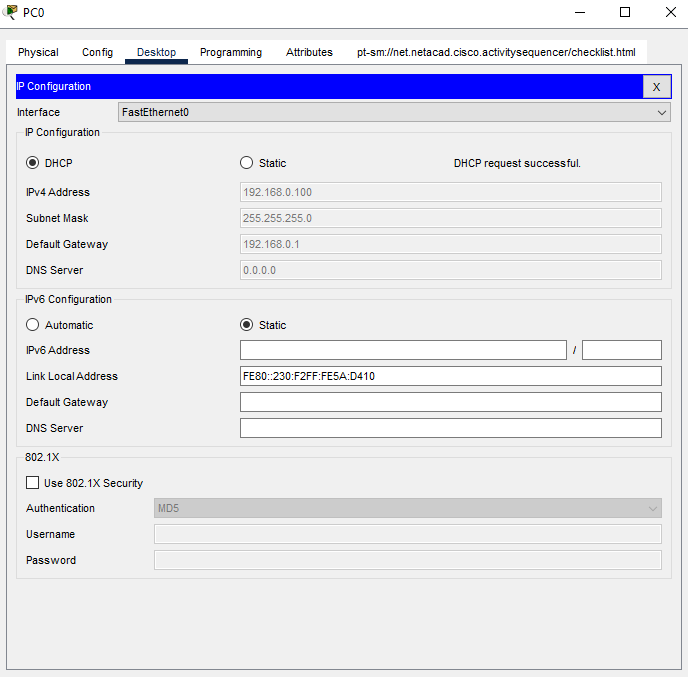 PC0
Physical Config Desktop Programming Attributes pt-sm://net.netacad.cisco.activitysequencer/checklist.html
IP Configuration X
Interface FastEthernet0
IP Configuration
DHCP Static DHCP request successful.
IPv4 Address 192.168.0.100
Subnet Mask 255.255.255.0
Default Gateway 192.168.0.1
DNS Server 0.0.0.0
IPv6 Configuration
Automatic Static
IPv6 Address /
Link Local Address FE80::230:F2FF:FE5A:D410
Default Gateway
DNS Server
802.1X
Use 802.1X Security
Authentication MD5
Username
Password